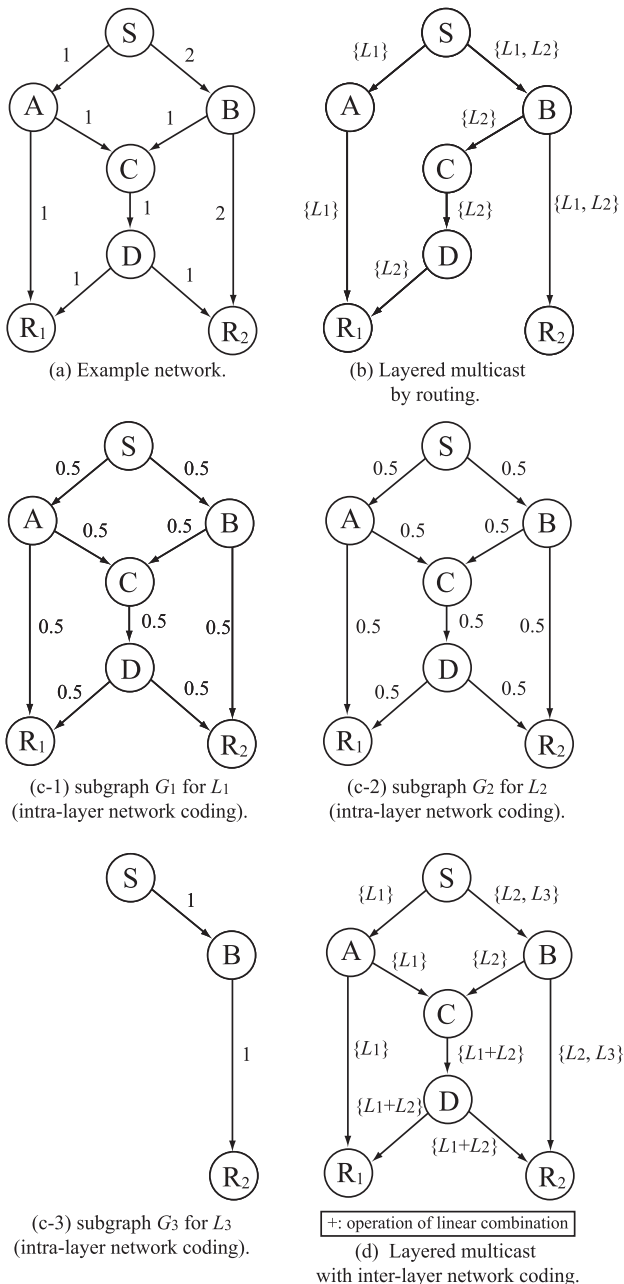 S
1
2
A
B
1
1
C
1
1
2
D
1
1
R1
R2
(a) Example network.
S
{L1}
{L1, L2}
A
B
{L2}
C
{L1}
{L2}
{L1, L2}
D
{L2}
R1
R2
(b) Layered multicast
by routing.
S
0.5
0.5
A
B
0.5
0.5
C
0.5
0.5
0.5
D
0.5
0.5
R1
R2
(c-1) subgraph G1 for L1
(intra-layer network coding).
S
0.5
0.5
A
B
0.5
0.5
C
0.5
0.5
0.5
D
0.5
0.5
R1
R2
(c-2) subgraph G2 for L2
(intra-layer network coding).
S
1
B
1
R2
(c-3) subgraph G3 for L3
(intra-layer network coding).
S
{L1}
{L2, L3}
A
B
{L1}
{L2}
C
{L1}
{L1+L2}
{L2, L3}
D
{L1+L2}
{L1+L2}
R1
R2
+: operation of linear combination
(d) Layered multicast
with inter-layer network coding.